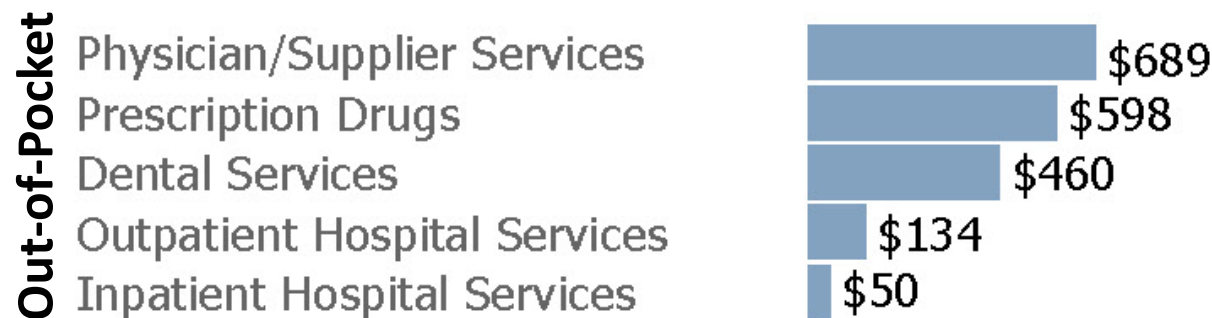 Out-of-Pocket
Physician/Supplier Services $689
Prescription Drugs $598
Dental Services $460
Outpatient Hospital Services $134
Inpatient Hospital Services $50